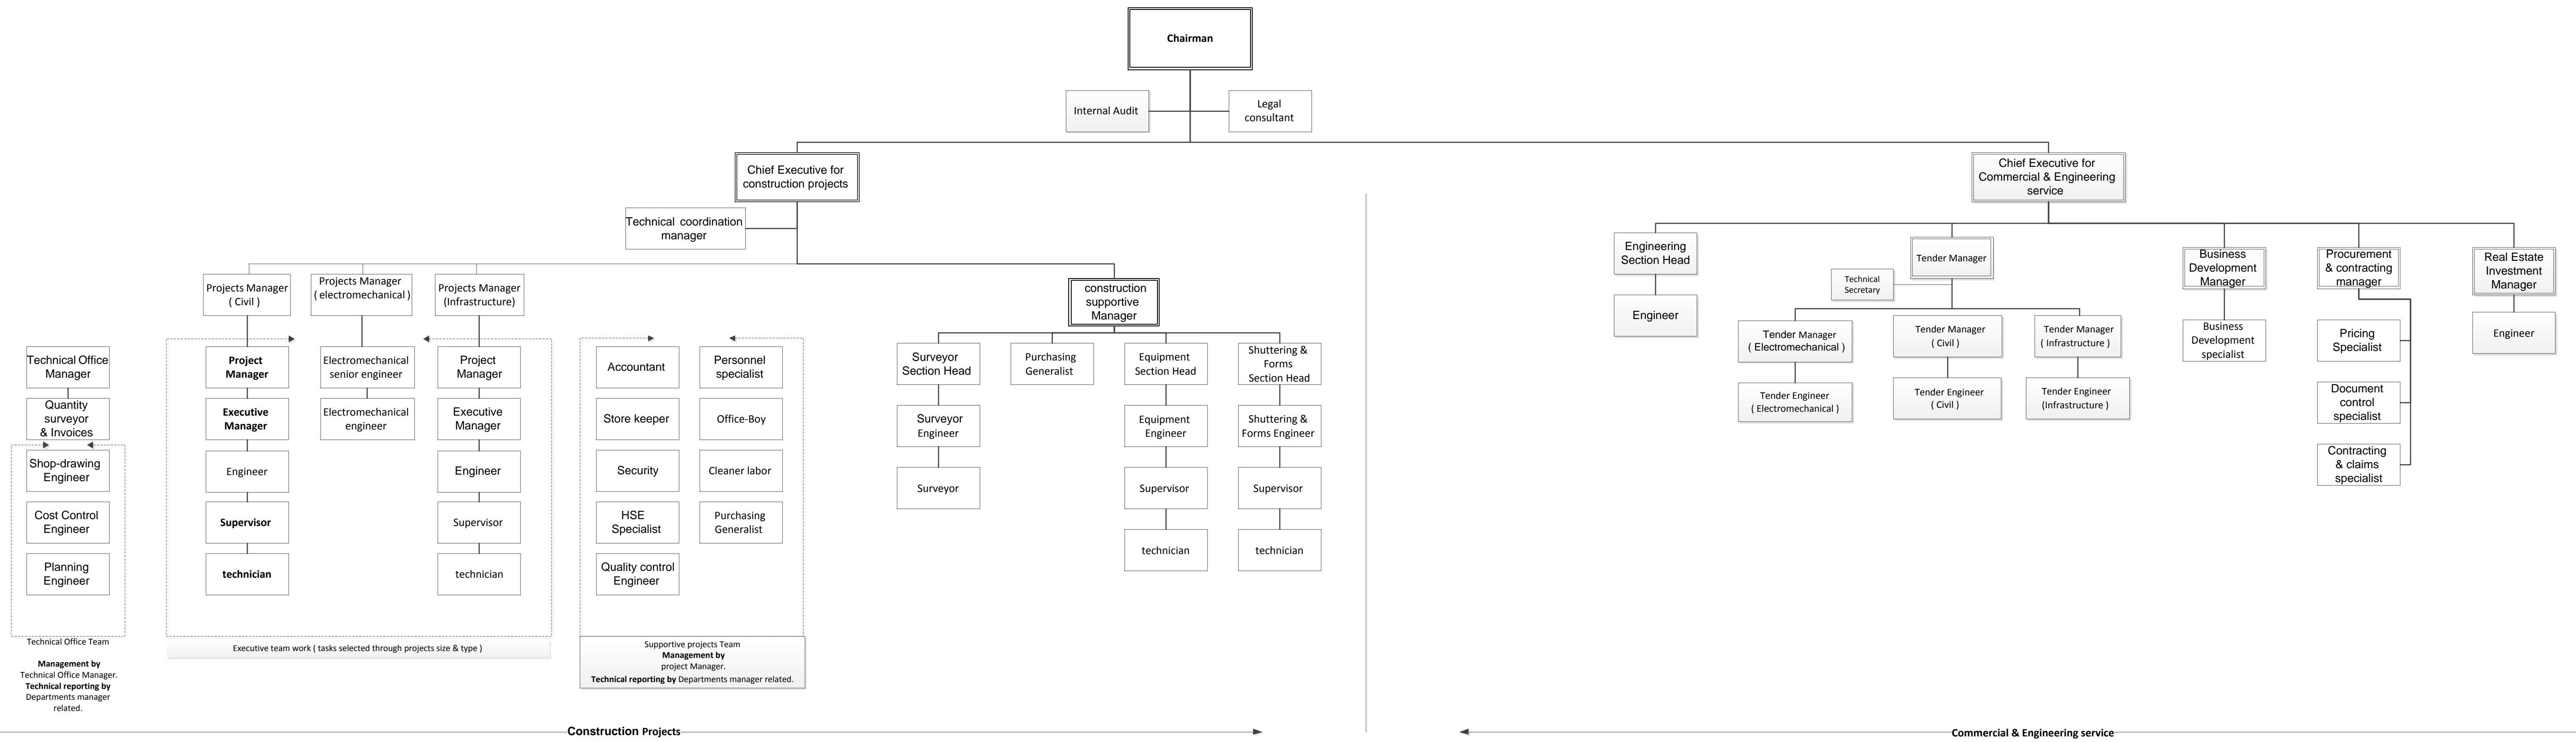 Chairman
Internal Audit
Legal
consultant
Chief Executive for
construction projects
Chief Executive for
Commercial & Engineering
service
Technical coordination
manager
Projects Manager
( Civil )
Projects Manager
( electromechanical )
Projects Manager
(Infrastructure)
construction
supportive
Manager
Engineering
Section Head
Tender Manager
Technical
Secretary
Business
Development
Manager
Procurement
& contracting
manager
Real Estate
Investment
Manager
Engineer
Tender Manager
( Electromechanical )
Tender Manager
( Civil )
Tender Manager
( Infrastructure )
Business
Development
specialist
Pricing
Specialist
Engineer
Tender Engineer
( Electromechanical )
Tender Engineer
( Civil )
Tender Engineer
(Infrastructure )
Document
control
specialist
Contracting
& claims
specialist
Technical Office
Manager
Quantity
surveyor
& Invoices
Shop-drawing
Engineer
Cost Control
Engineer
Planning
Engineer
Project
Manager
Executive
Manager
Engineer
Supervisor
technician
Electromechanical
senior engineer
Electromechanical
engineer
Project
Manager
Executive
Manager
Engineer
Supervisor
technician
Accountant
Store keeper
Security
HSE
Specialist
Quality control
Engineer
Personnel
specialist
Office-Boy
Cleaner labor
Purchasing
Generalist
Surveyor
Section Head
Surveyor
Engineer
Surveyor
Purchasing
Generalist
Equipment
Section Head
Equipment
Engineer
Supervisor
technician
Shuttering &
Forms
Section Head
Shuttering &
Forms Engineer
Supervisor
technician
Technical Office Team
Management by
Technical Office Manager.
Technical reporting by
Departments manager
related.
Executive team work ( tasks selected through projects size & type )
Supportive projects Team
Management by
project Manager.
Technical reporting by Departments manager related.
Construction Projects
Commercial & Engineering service